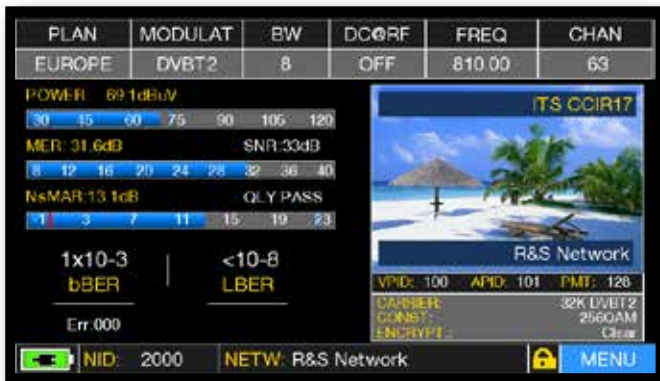 PLAN MODULAT BW DC@RF FREQ CHAN
EUROPE DVBT2 8 OFF 810.00 63
POWER: 69.1dBuV
30 45 60 75 90 105 120
MER: 31.6dB SNR:33dB
8 12 16 20 24 28 32 36 40
NsMAR:13.1dB QLY:PASS
-1 3 7 11 15 19 23
1x10-3 <10-8
bBER LBER
Err:000
ITS CCIR17
R&S Network
VPID: 100 APID: 101 PMT: 128
CARRIER: 32K DVBT2
CONST: 256QAM
ENCRYPT.: Clear
NID: 2000 NETW: R&S Network MENU